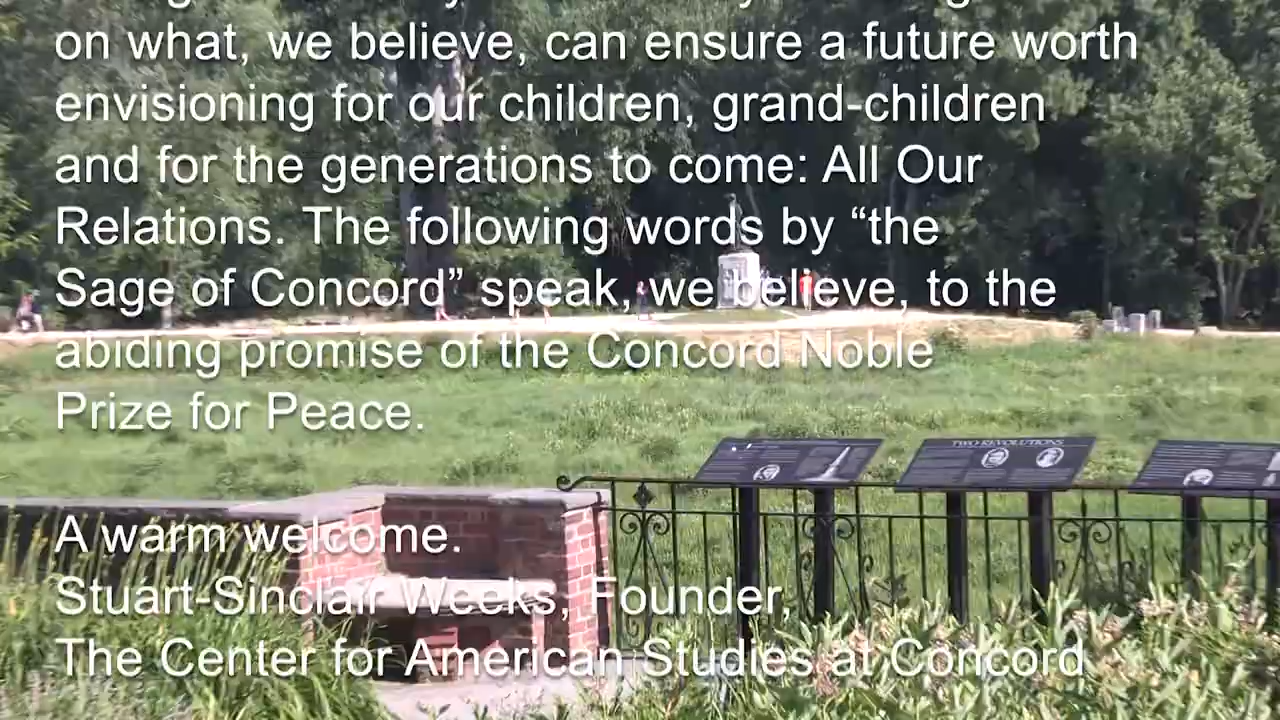 on what, we believe, can ensure a future worth
envisioning for our children, grand-children
and for the generations to come: All Our
Relations. The following words by “the
Sage of Concord” speak, we believe, to the
abiding promise of the Concord Noble
Prize for Peace.
TWO REVOLUTIONS
A warm welcome.
Stuart-Sinclair Weeks, Founder,
The Center for American Studies at Concord